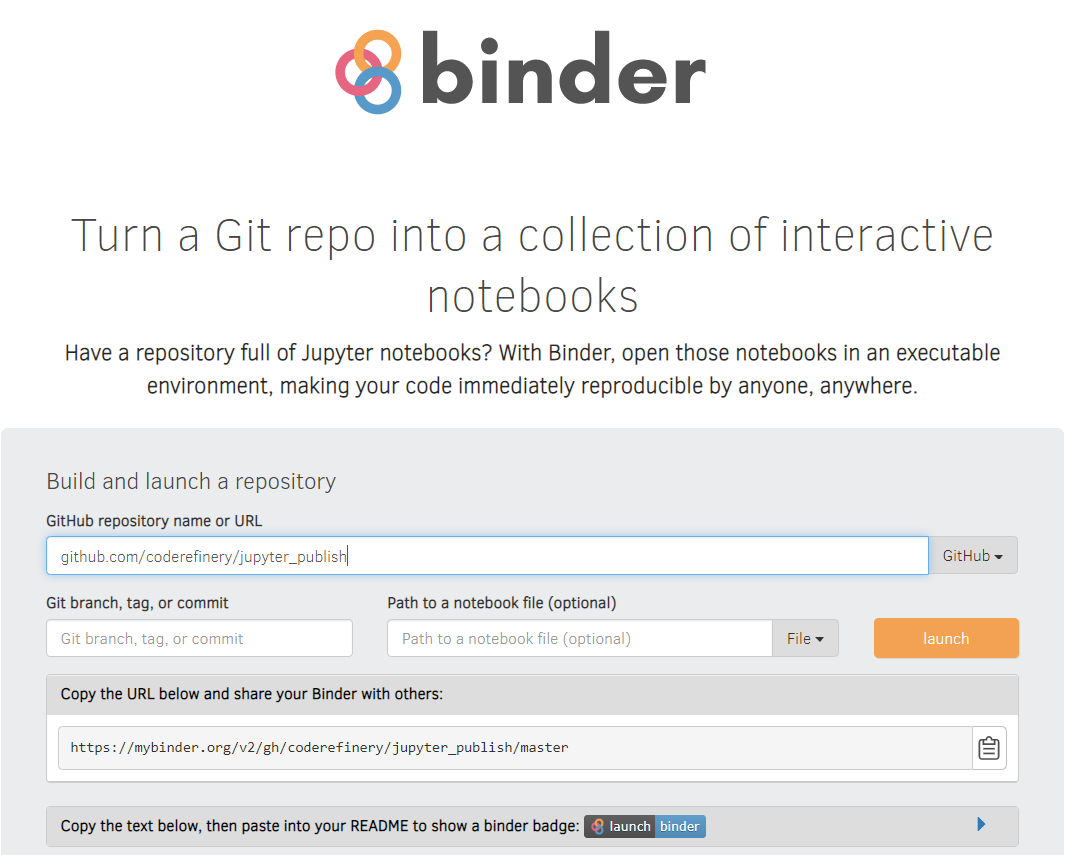 binder
Turn a Git repo into a collection of interactive
notebooks
Have a repository full of Jupyter notebooks? With Binder, open those notebooks in an executable
environment, making your code immediately reproducible by anyone, anywhere.
Build and launch a repository
GitHub repository name or URL
github.com/coderefinery/jupyter_publish
GitHub
Git branch, tag, or commit
Path to a notebook file (optional)
Git branch, tag, or commit
Path to a notebook file (optional)
File
launch
Copy the URL below and share your Binder with others:
https://mybinder.org/v2/gh/coderefinery/jupyter_publish/master
Copy the text below, then paste into your README to show a binder badge: launch binder